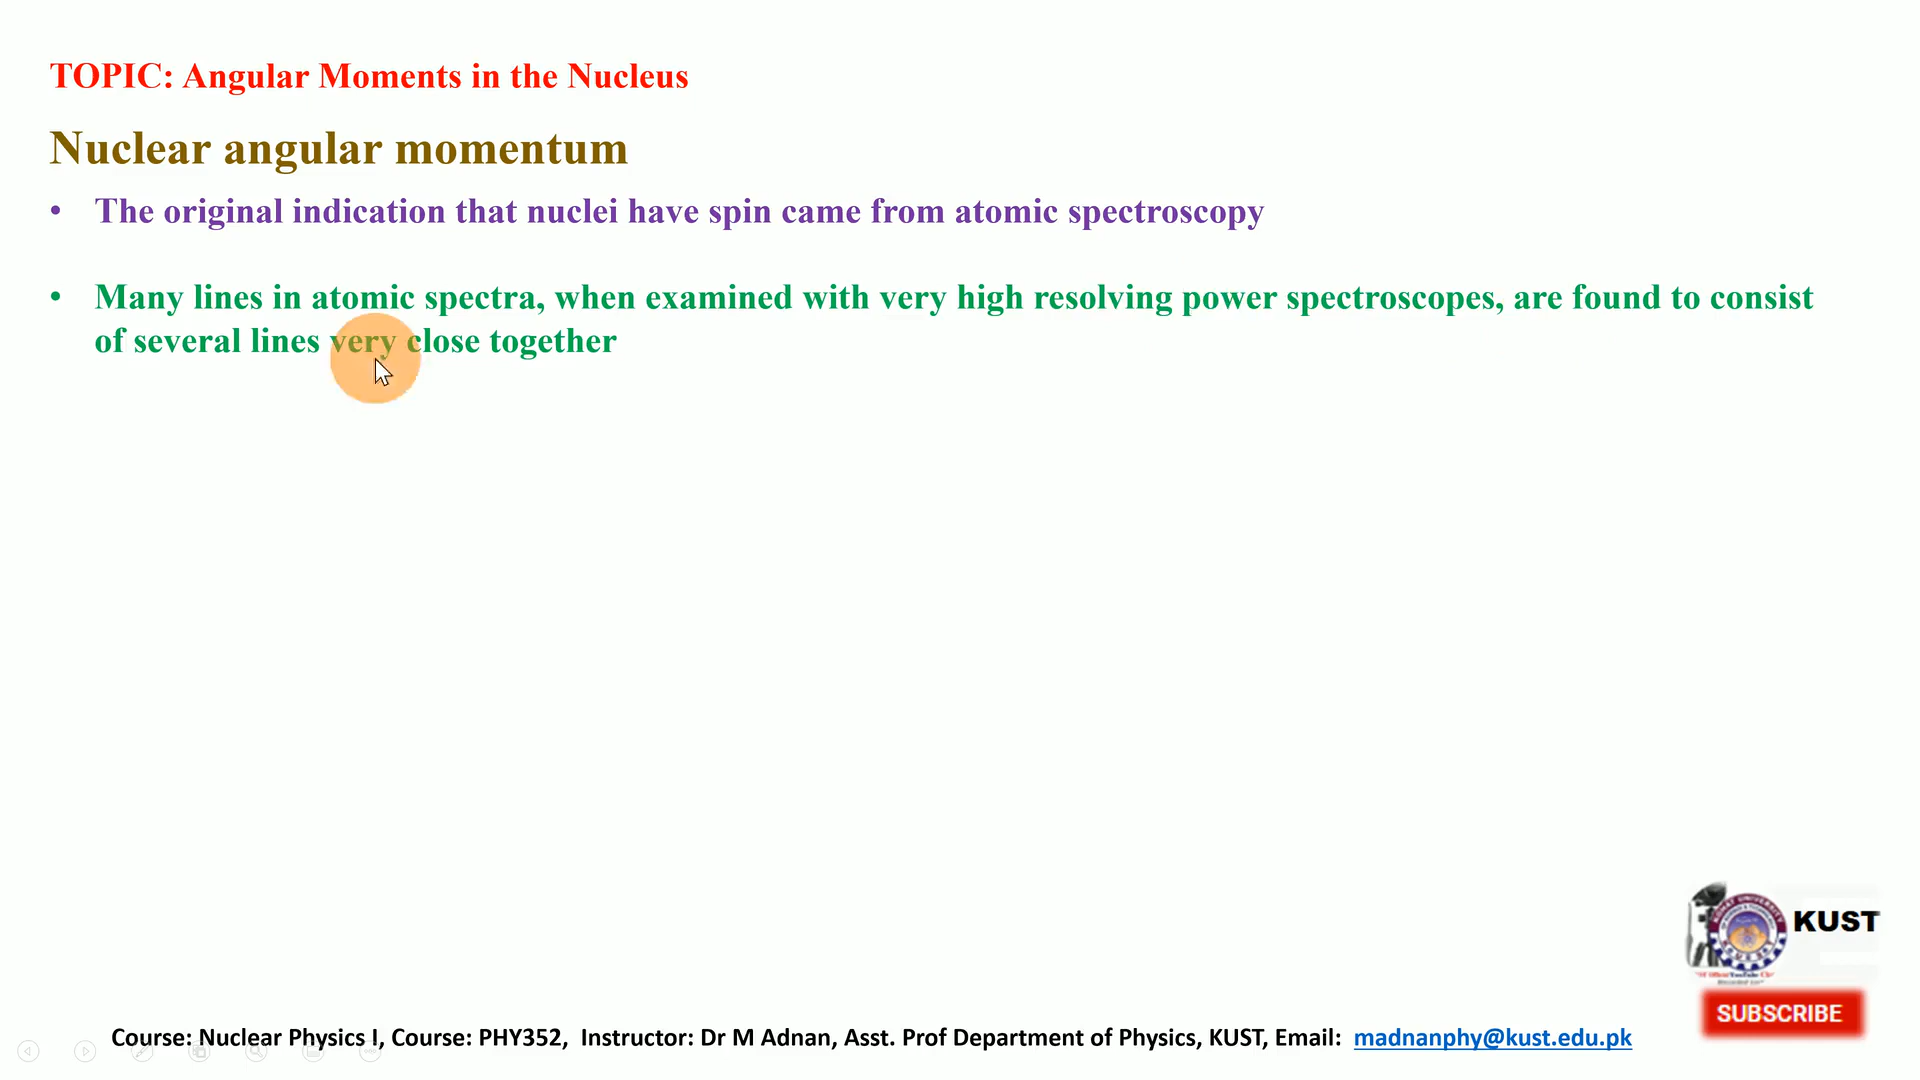 TOPIC: Angular Moments in the Nucleus
Nuclear angular momentum
• The original indication that nuclei have spin came from atomic spectroscopy
• Many lines in atomic spectra, when examined with very high resolving power spectroscopes, are found to consist
of several lines very close together
KUST
SUBSCRIBE
Course: Nuclear Physics I, Course: PHY352, Instructor: Dr M Adnan, Asst. Prof Department of Physics, KUST, Email: madnanphy@kust.edu.pk